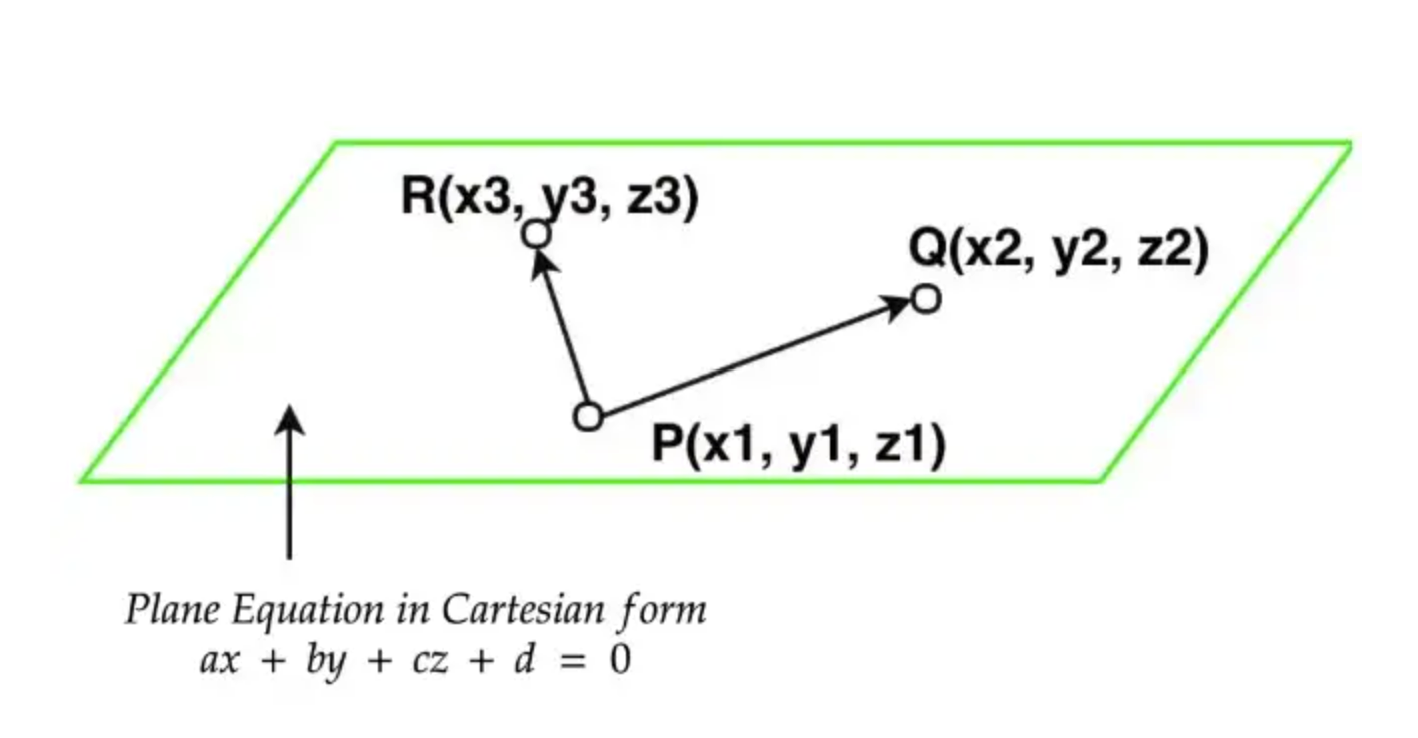 R(x3, y3, z3)
Q(x2, y2, z2)
P(x1, y1, z1)
Plane Equation in Cartesian form
ax + by + cz + d = 0